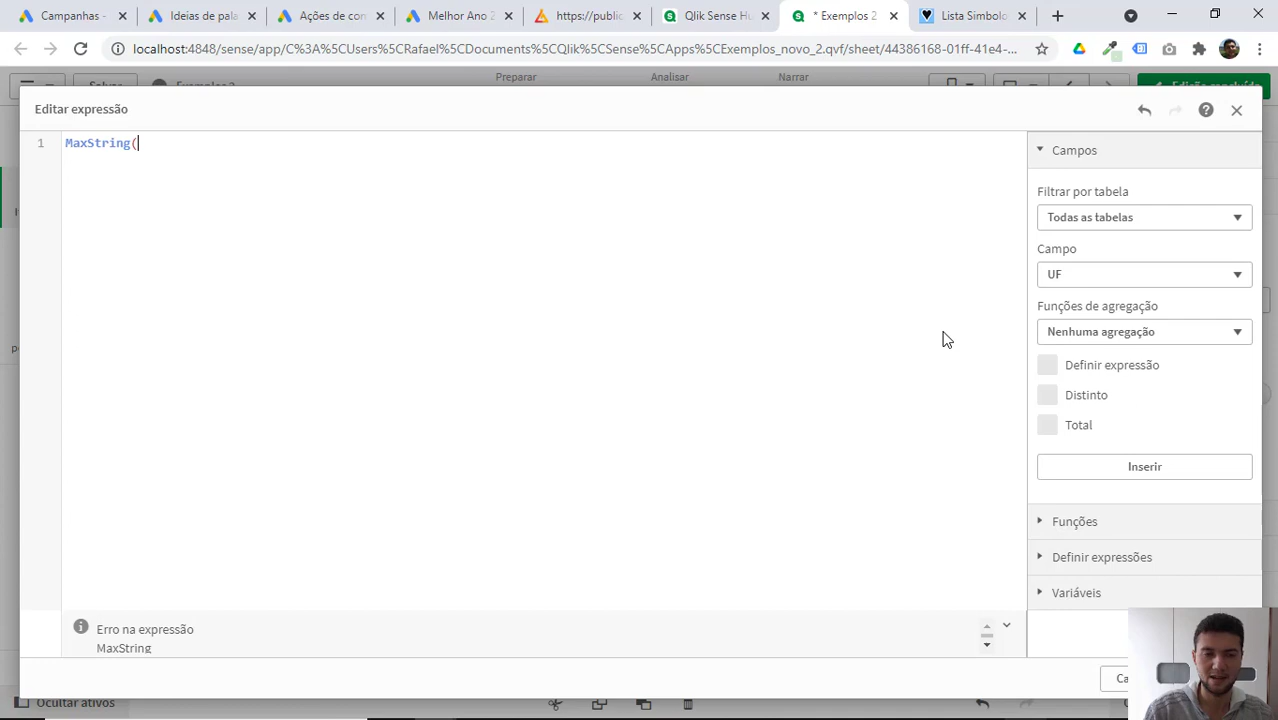 Campanhas -
Ideias de pala
Ações de con
Melhor Ano 2
https://public
Qlik Sense Hu
* Exemplos 2
Lista Simbolo
localhost:4848/sense/app/C%3A%5CUsers%5CRafael%5CDocuments%5CQlik%5CSense%5CApps%5CExemplos_novo_2.qvf/sheet/44386168-01ff-41e4-...
Preparar
Analisar
Narrar
Editar expressão
1 MaxString(
Campos
Filtrar por tabela
Todas as tabelas
Campo
UF
Funções de agregação
Nenhuma agregação
Definir expressão
Distinto
Total
Inserir
Funções
Definir expressões
Variáveis
Erro na expressão
MaxString
Ca
Ocultar ativos